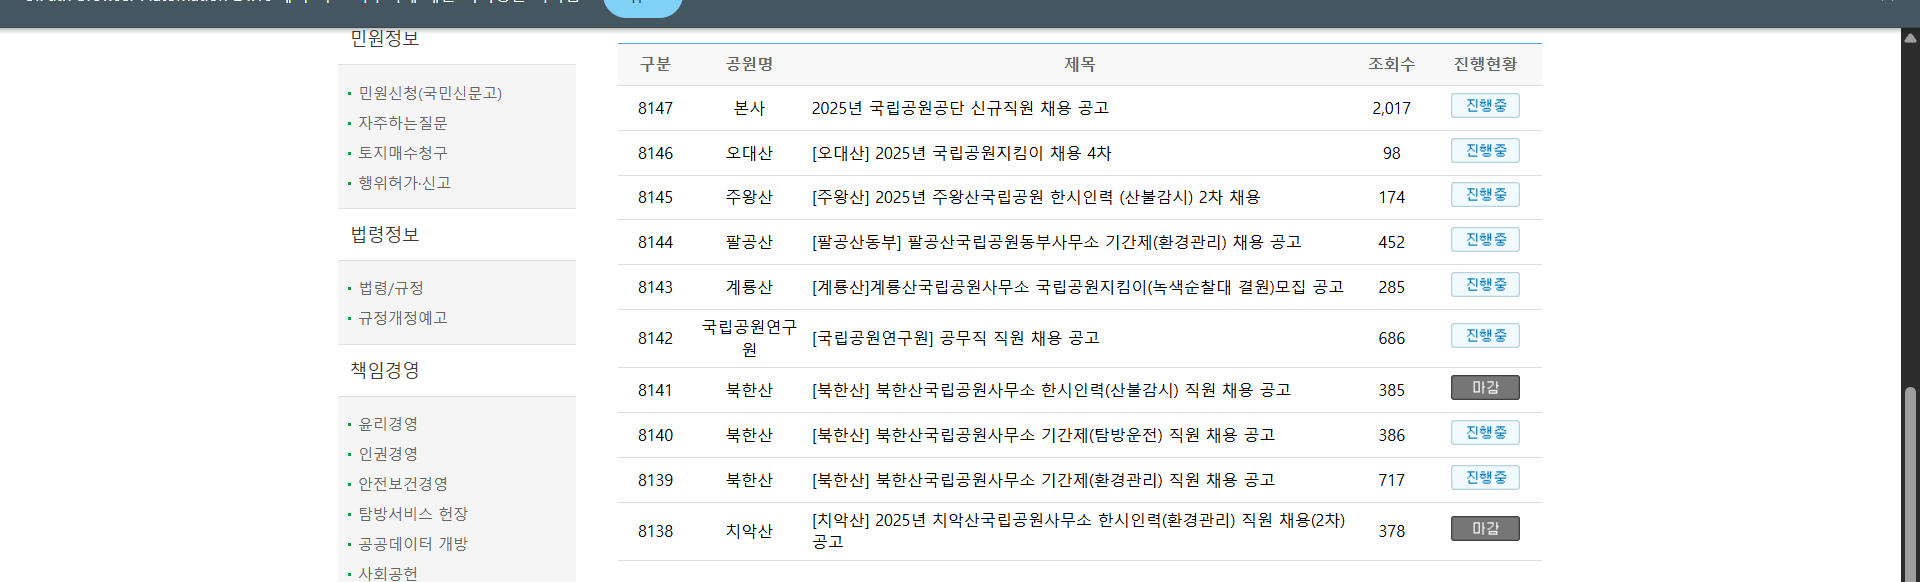 민원정보
민원신청(국민신문고)
자주하는질문
토지매수청구
행위허가·신고
법령정보
법령/규정
규정개정예고
책임경영
윤리경영
인권경영
안전보건경영
탐방서비스 헌장
공공데이터 개방
사회공헌
구분 공원명 제목 조회수 진행현황
8147 본사 2025년 국립공원공단 신규직원 채용 공고 2,017 진행중
8146 오대산 [오대산] 2025년 국립공원지킴이 채용 4차 98 진행중
8145 주왕산 [주왕산] 2025년 주왕산국립공원 한시인력 (산불감시) 2차 채용 174 진행중
8144 팔공산 [팔공산동부] 팔공산국립공원동부사무소 기간제(환경관리) 채용 공고 452 진행중
8143 계룡산 [계룡산]계룡산국립공원사무소 국립공원지킴이(녹색순찰대 결원)모집 공고 285 진행중
국립공원연구
8142 원 [국립공원연구원] 공무직 직원 채용 공고 686 진행중
8141 북한산 [북한산] 북한산국립공원사무소 한시인력(산불감시) 직원 채용 공고 385 마감
8140 북한산 [북한산] 북한산국립공원사무소 기간제(탐방운전) 직원 채용 공고 386 진행중
8139 북한산 [북한산] 북한산국립공원사무소 기간제(환경관리) 직원 채용 공고 717 진행중
8138 치악산 [치악산] 2025년 치악산국립공원사무소 한시인력(환경관리) 직원 채용(2차) 378 마감
공고